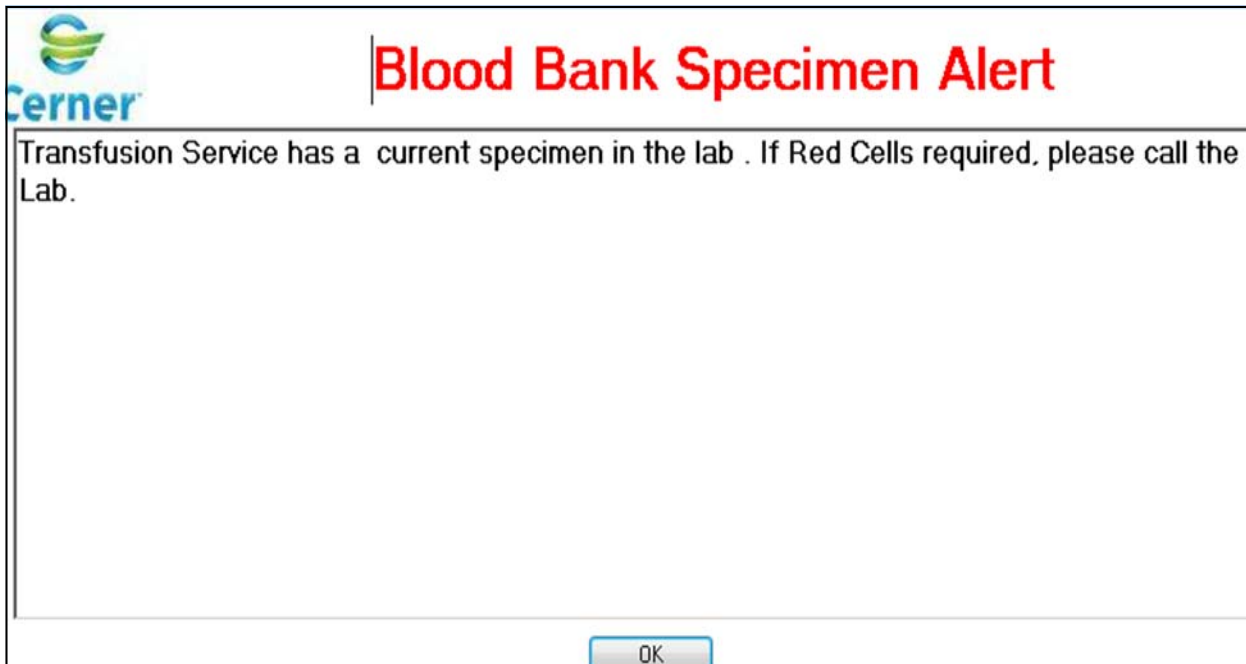 Cerner
Blood Bank Specimen Alert
Transfusion Service has a  current specimen in the lab . If Red Cells required, please call the
Lab.
OK